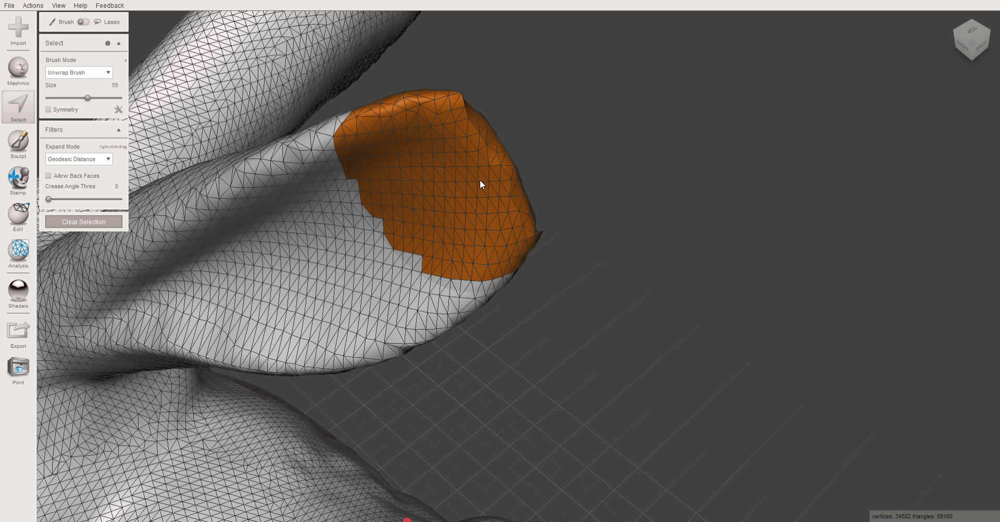 File Actions View Help Feedback
Import
Meshmix
Select
Sculpt
Stamp
Edit
Analysis
Shaders
Export
Print
Brush Lasso
Select
Brush Mode q
Unwrap Brush
Size 55
Symmetry
Filters
Expand Mode right-click-drag
Geodesic Distance
Allow Back Faces
Crease Angle Thres 0
Clear Selection
TOP
RIGHT BACK
vertices: 34582 triangles: 69160